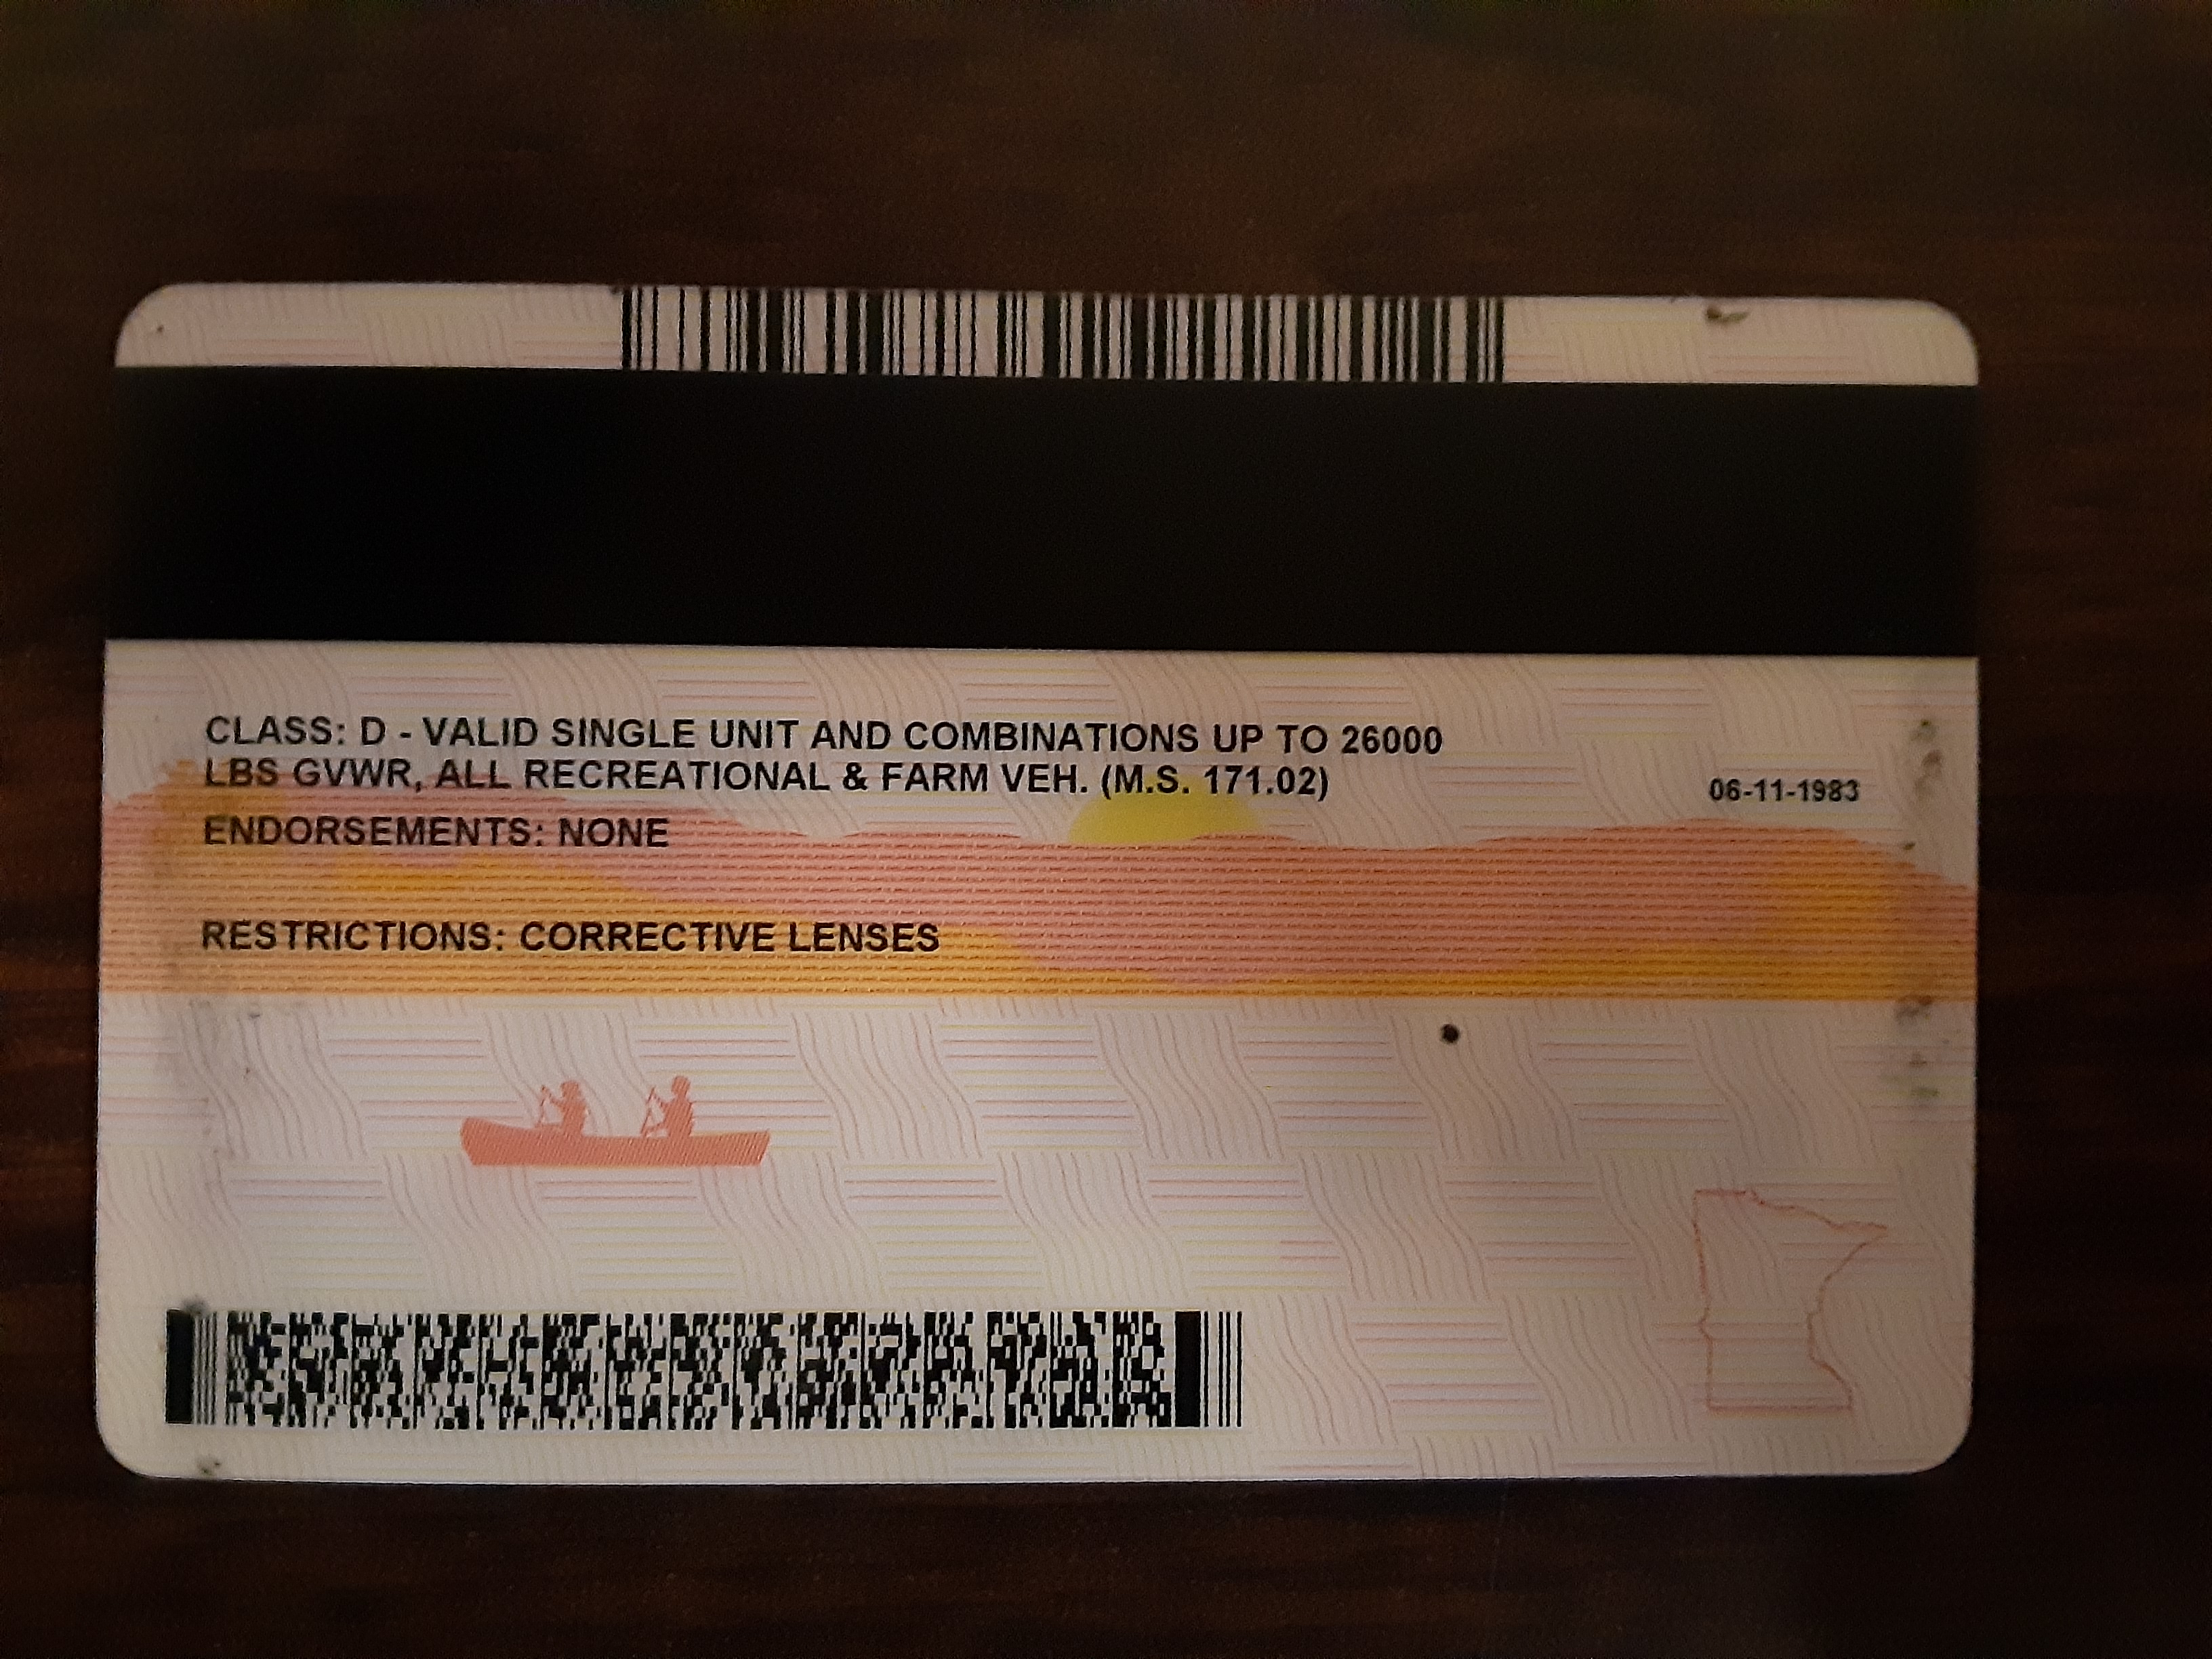 CLASS: D - VALID SINGLE UNIT AND COMBINATIONS UP TO 26000
LBS GVWR, ALL RECREATIONAL & FARM VEH. (M.S. 171.02)
06-11-1983
ENDORSEMENTS: NONE
RESTRICTIONS: CORRECTIVE LENSES